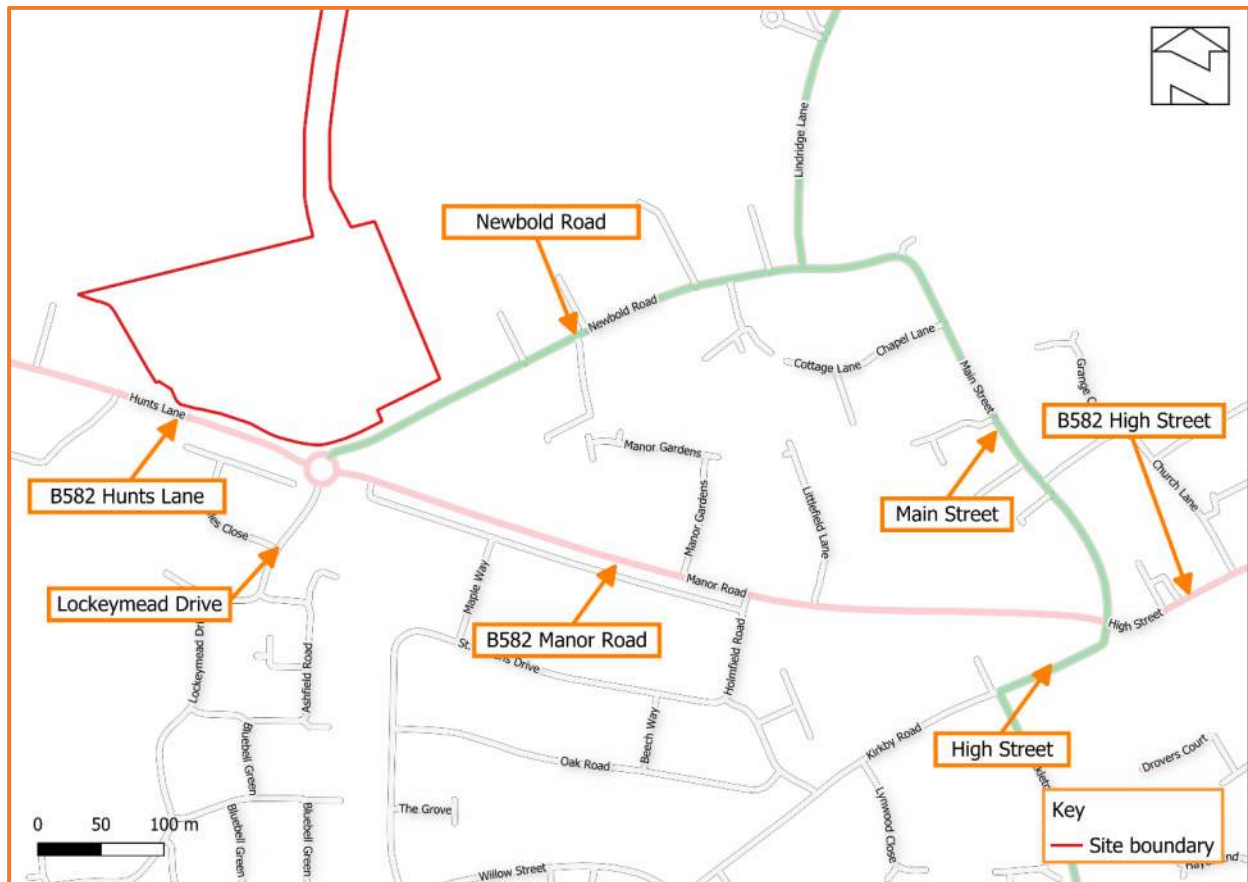 N
Lindridge Lane
Newbold Road
Newbold Road
Chapel Lane
Cottage Lane
Main Street
B582 High Street
Church Lane
Hunts Lane
B582 Hunts Lane
Manor Gardens
Manor Gardens
Littlefield Lane
Main Street
Close
Manor Road
High Street
Lockeymead Drive
Maple Way
B582 Manor Road
Holmfield Road
Drive
Ashfield Road
Beech Way
Kirkby Road
High Street
Drovers Court
Bluebell Green
Oak Road
0 50 100 m
Bluebell Green
Bluebell Green
The Grove
Lynwood Close
Willow Street
Key
Site boundary